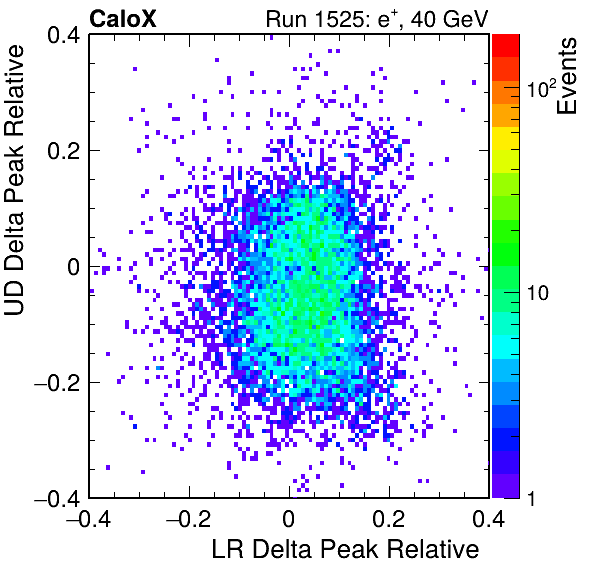 CaloX Run 1525: e⁺, 40 GeV
0.4
0.2
0
−0.2
−0.4
−0.4 −0.2 0 0.2 0.4
UD Delta Peak Relative
LR Delta Peak Relative
10²
10
1
Events